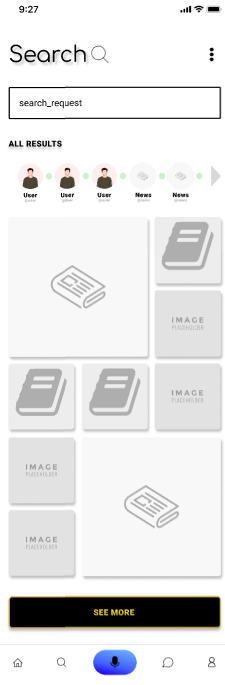 9:27
Search
search_request
ALL RESULTS
User User User News News
IMAGE
PLACEHOLDER
IMAGE
PLACEHOLDER
IMAGE
PLACEHOLDER
IMAGE
PLACEHOLDER
SEE MORE